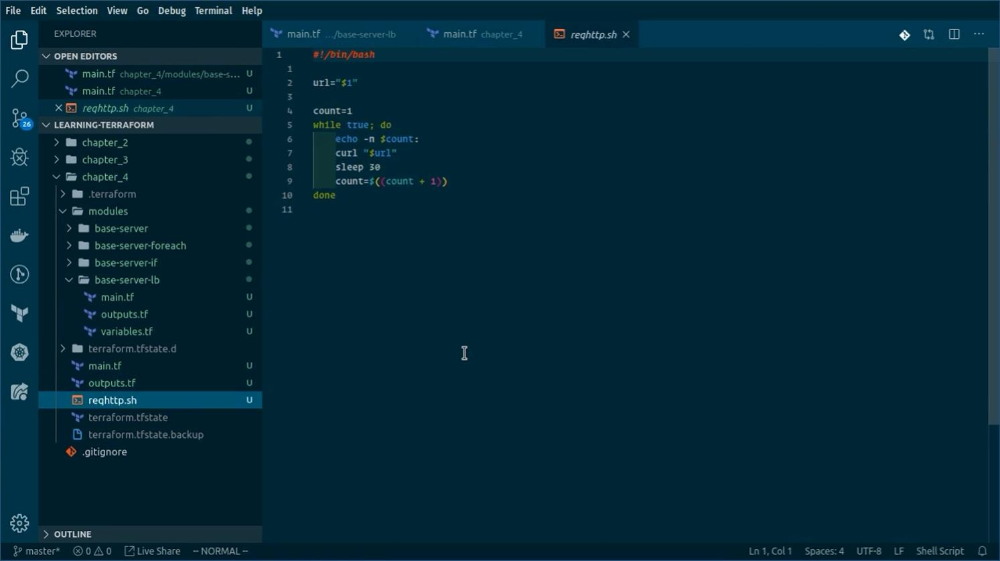 File Edit Selection View Go Debug Terminal Help
EXPLORER
OPEN EDITORS
main.tf chapter_4/modules/base-s... U
main.tf chapter_4 U
reqhttp.sh chapter_4 U
26
LEARNING-TERRAFORM
chapter_2
chapter_3
chapter_4
.terraform
modules
base-server
base-server-foreach
base-server-if
base-server-lb
main.tf U
outputs.tf U
variables.tf U
terraform.tfstate.d
main.tf U
outputs.tf U
reqhttp.sh U
terraform.tfstate
terraform.tfstate.backup
.gitignore
OUTLINE
main.tf .../base-server-lb main.tf chapter_4 reqhttp.sh
1 #!/bin/bash
1
2 url="$1"
3
4 count=1
5 while true; do
6 echo -n $count:
7 curl "$url"
8 sleep 30
9 count=$((count + 1))
10 done
11
master* 0 0 Live Share -- NORMAL -- Ln 1, Col 1 Spaces: 4 UTF-8 LF Shell Script